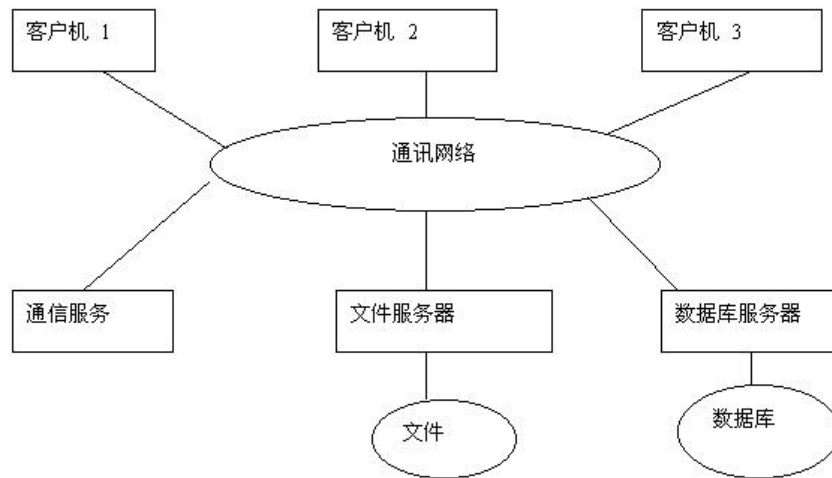 客户机 1
客户机 2
客户机 3
通讯网络
通信服务
文件服务器
数据库服务器
文件
数据库